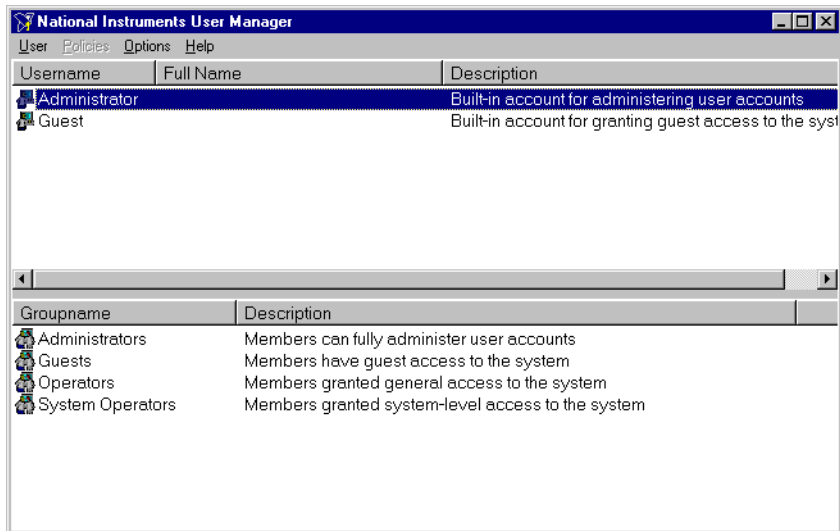 National Instruments User Manager
User Policies Options Help
Username Full Name Description
Administrator Built-in account for administering user accounts
Guest Built-in account for granting guest access to the syst
Groupname Description
Administrators Members can fully administer user accounts
Guests Members have guest access to the system
Operators Members granted general access to the system
System Operators Members granted system-level access to the system